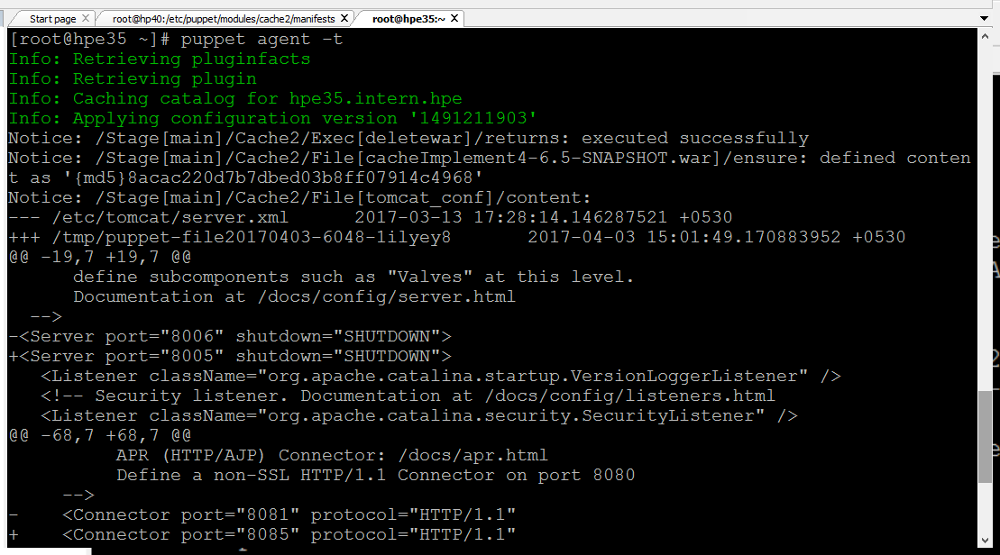 Start page
root@hp40:/etc/puppet/modules/cache2/manifests
root@hpe35:~
[root@hpe35 ~]# puppet agent -t
Info: Retrieving pluginfacts
Info: Retrieving plugin
Info: Caching catalog for hpe35.intern.hpe
Info: Applying configuration version '1491211903'
Notice: /Stage[main]/Cache2/Exec[deletewar]/returns: executed successfully
Notice: /Stage[main]/Cache2/File[cacheImplement4-6.5-SNAPSHOT.war]/ensure: defined conten
t as '{md5}8acac220d7b7dbed03b8ff07914c4968'
Notice: /Stage[main]/Cache2/File[tomcat_conf]/content:
--- /etc/tomcat/server.xml      2017-03-13 17:28:14.146287521 +0530
+++ /tmp/puppet-file20170403-6048-1ilyey8       2017-04-03 15:01:49.170883952 +0530
@@ -19,7 +19,7 @@
      define subcomponents such as "Valves" at this level.
      Documentation at /docs/config/server.html
  -->
-<Server port="8006" shutdown="SHUTDOWN">
+<Server port="8005" shutdown="SHUTDOWN">
   <Listener className="org.apache.catalina.startup.VersionLoggerListener" />
   <!-- Security listener. Documentation at /docs/config/listeners.html
   <Listener className="org.apache.catalina.security.SecurityListener" />
@@ -68,7 +68,7 @@
          APR (HTTP/AJP) Connector: /docs/apr.html
          Define a non-SSL HTTP/1.1 Connector on port 8080
     -->
-    <Connector port="8081" protocol="HTTP/1.1"
+    <Connector port="8085" protocol="HTTP/1.1"